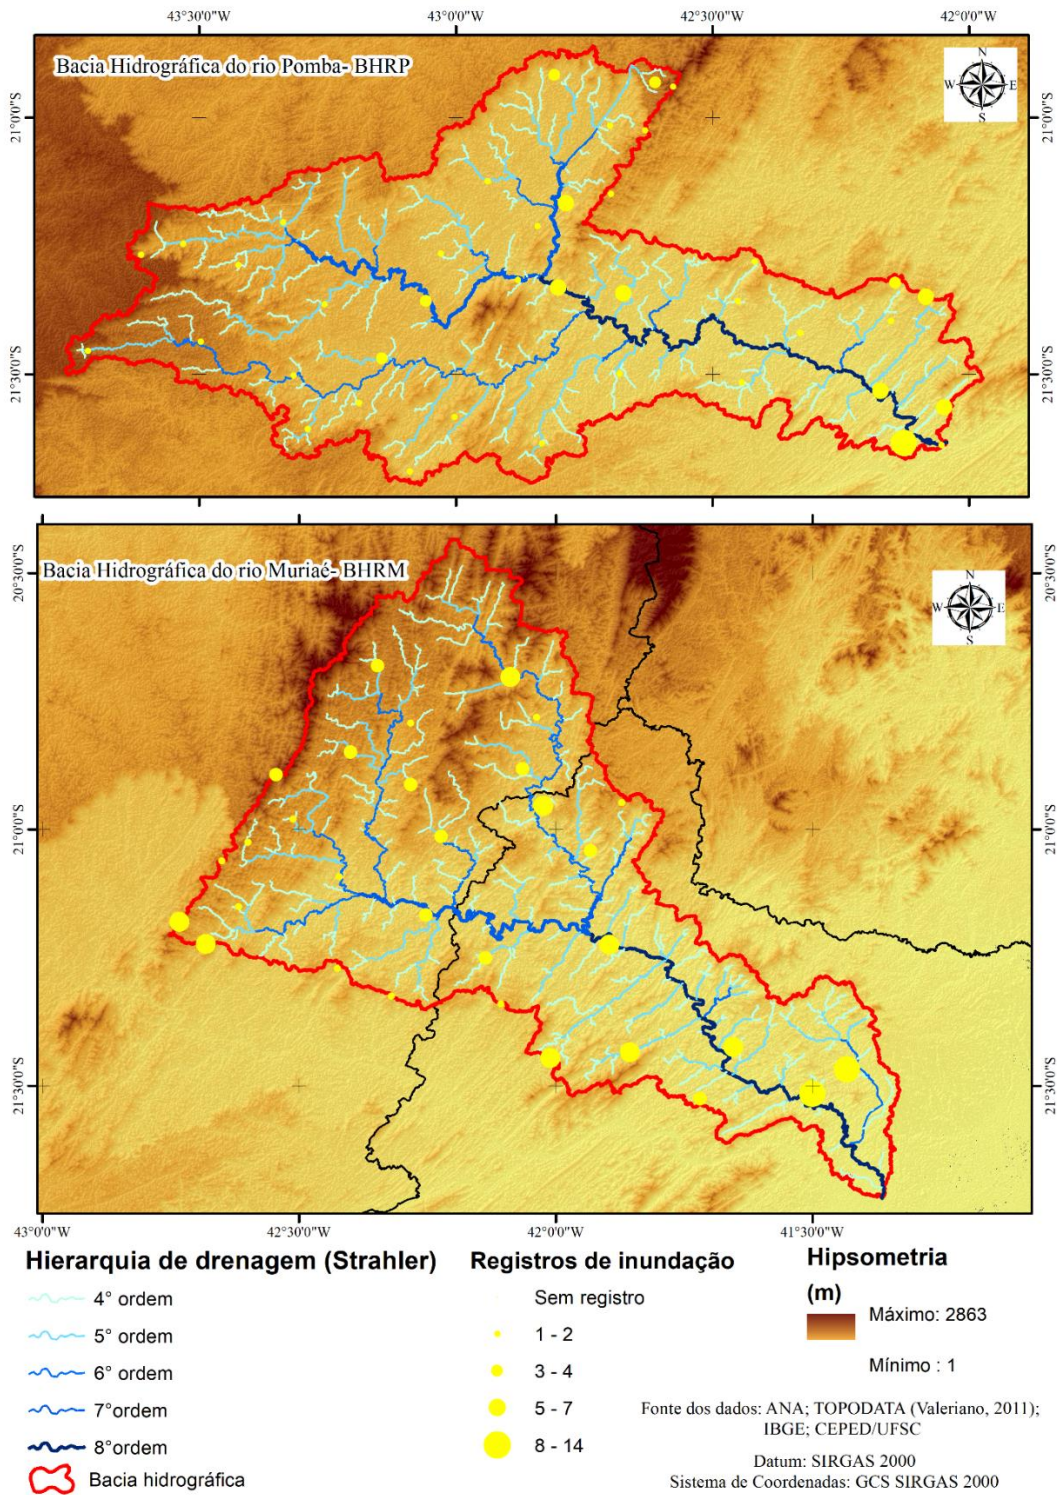 43°30'0"W 43°0'0"W 42°30'0"W 42°0'0"W
Bacia Hidrográfica do rio Pomba- BHRP
N
W E
S
21°0'0"S 21°0'0"S
21°30'0"S 21°30'0"S
Bacia Hidrográfica do rio Muriaé- BHRM
20°30'0"S 20°30'0"S
N
W E
S
21°0'0"S 21°0'0"S
21°30'0"S 21°30'0"S
43°0'0"W 42°30'0"W 42°0'0"W 41°30'0"W
Hierarquia de drenagem (Strahler)
4° ordem
5° ordem
6° ordem
7°ordem
8°ordem
Bacia hidrográfica
Registros de inundação
Sem registro
1 - 2
3 - 4
5 - 7
8 - 14
Hipsometria
(m)
Máximo: 2863
Mínimo : 1
Fonte dos dados: ANA; TOPODATA (Valeriano, 2011);
IBGE; CEPED/UFSC
Datum: SIRGAS 2000
Sistema de Coordenadas: GCS SIRGAS 2000